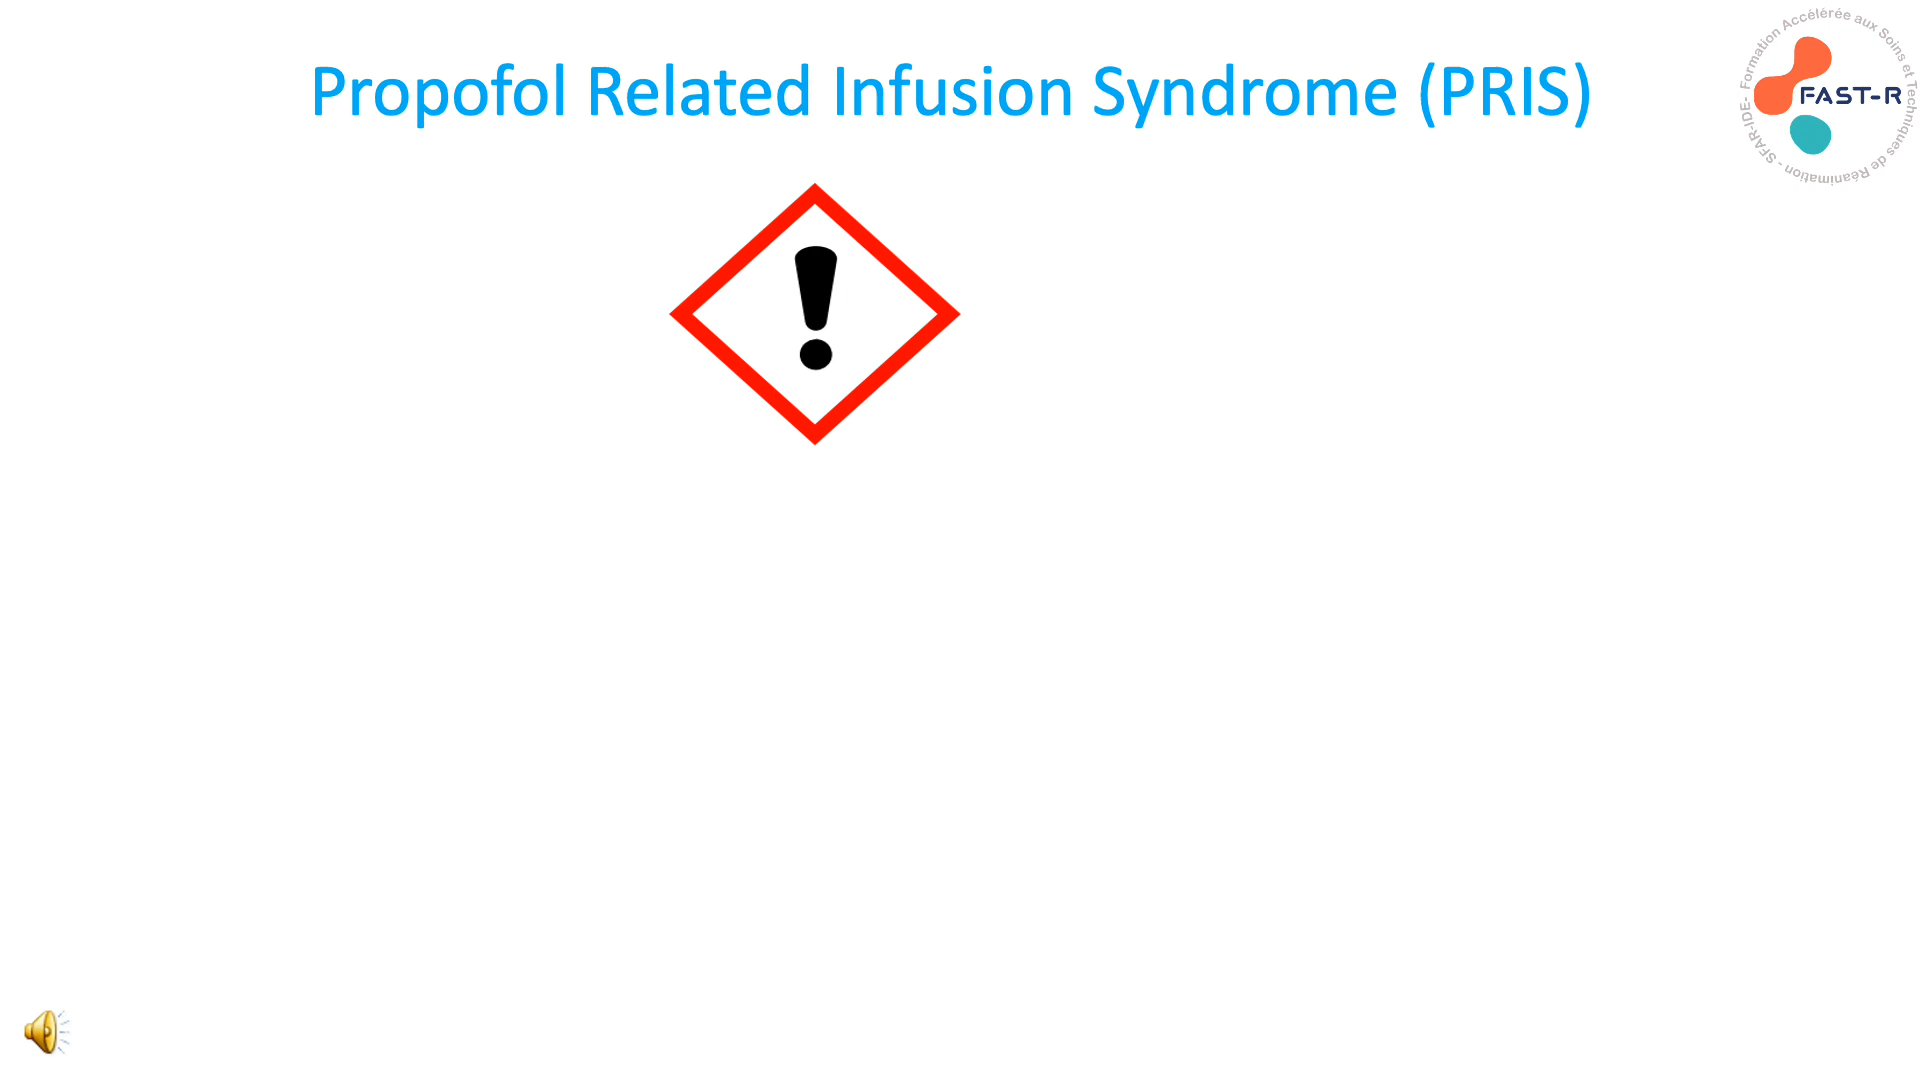 Propofol Related Infusion Syndrome (PRIS)
Formation Accélérée aux Soins et Techniques de Réanimation - SFAR-IDE-
FAST-R